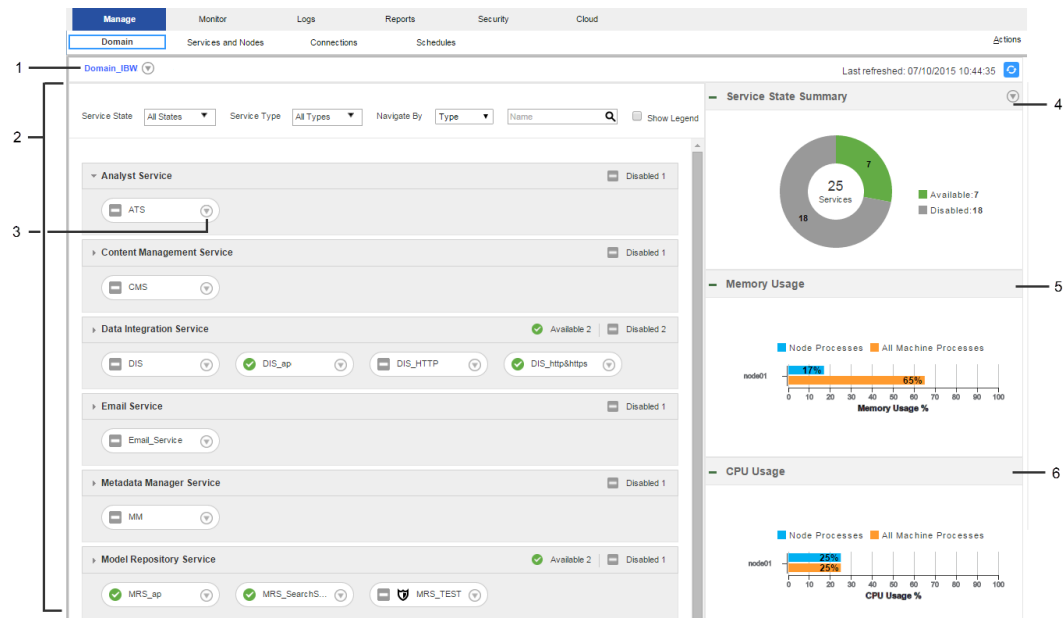 Manage Monitor Logs Reports Security Cloud
Domain Services and Nodes Connections Schedules Actions
1 Domain_IBW Last refreshed: 07/10/2015 10:44:35
2
Service State All States Service Type All Types Navigate By Type Name Show Legend
Analyst Service Disabled 1
ATS
3
Content Management Service Disabled 1
CMS
Data Integration Service Available 2 Disabled 2
DIS DIS_ap DIS_HTTP DIS_http&https
Email Service Disabled 1
Email_Service
Metadata Manager Service Disabled 1
MM
Model Repository Service Available 2 Disabled 1
MRS_ap MRS_SearchS... MRS_TEST
Service State Summary 4
7
25
Services
18
Available:7
Disabled:18
Memory Usage 5
Node Processes All Machine Processes
node01 17%
65%
0 10 20 30 40 50 60 70 80 90 100
Memory Usage %
CPU Usage 6
Node Processes All Machine Processes
node01 25%
25%
0 10 20 30 40 50 60 70 80 90 100
CPU Usage %